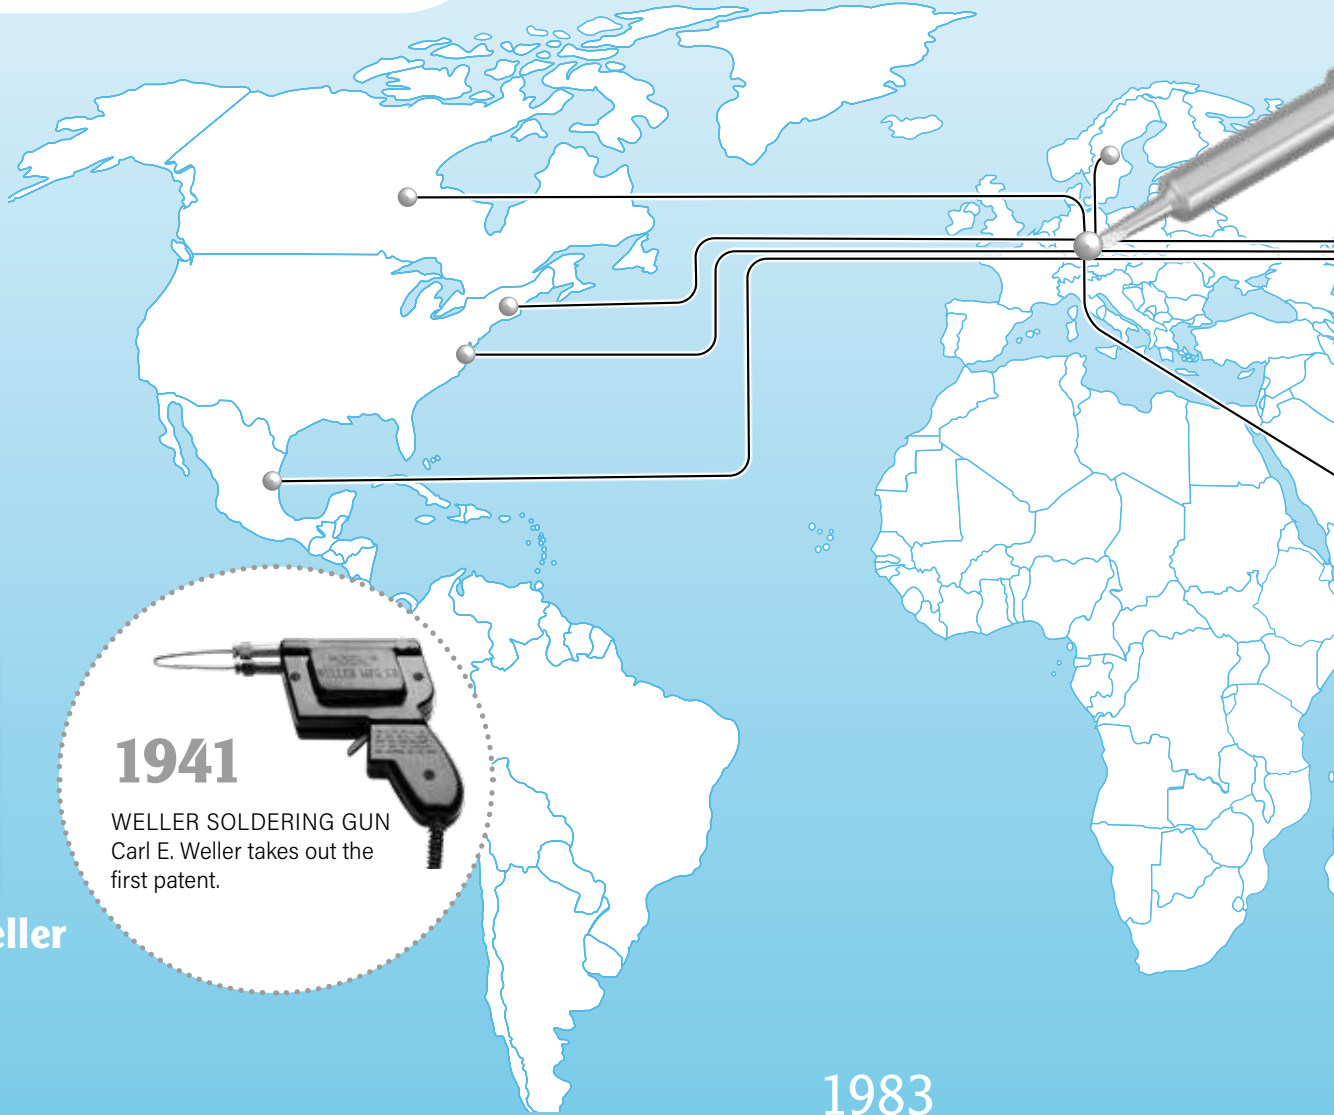 1941
WELLER SOLDERING GUN
Carl E. Weller takes out the
first patent.
eller
1983